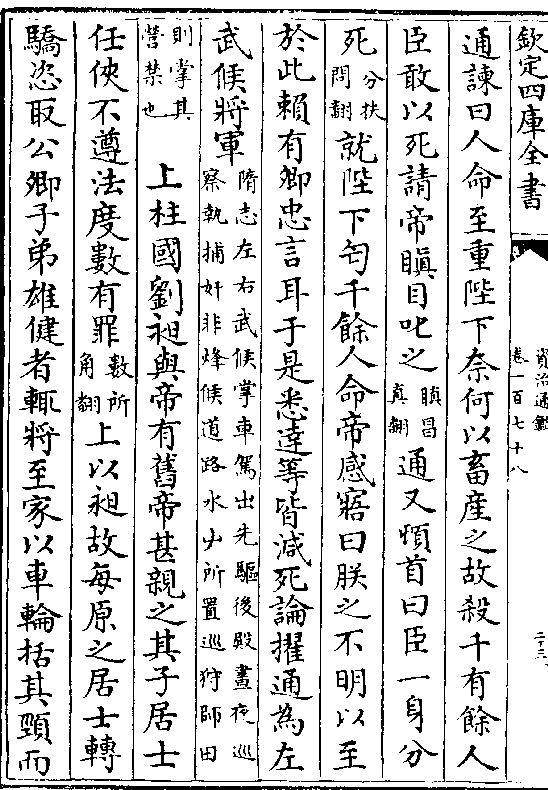 欽定四庫全書
資治通鑑
卷一百七十八
二十三
通諫曰人命至重陛下奈何以畜産之故殺千有餘人
臣敢以死請帝瞋目叱之瞋昌真翻通又頓首曰臣一身分
死分扶問翻就陛下匄千餘人命帝感寤曰朕之不明以至
於此賴有卿忠言耳于是悉達等皆減死論擢通為左
武候將軍隋志左右武候掌車駕出先驅後殿晝夜巡察執捕奸非烽候道路水少所置巡狩師田
則掌其營禁也上柱國劉昶與帝有舊帝甚親之其子居士
任俠不遵法度數有罪數所角翻上以昶故每原之居士轉
驕恣取公卿子弟雄健者輒將至家以車輪括其頸而